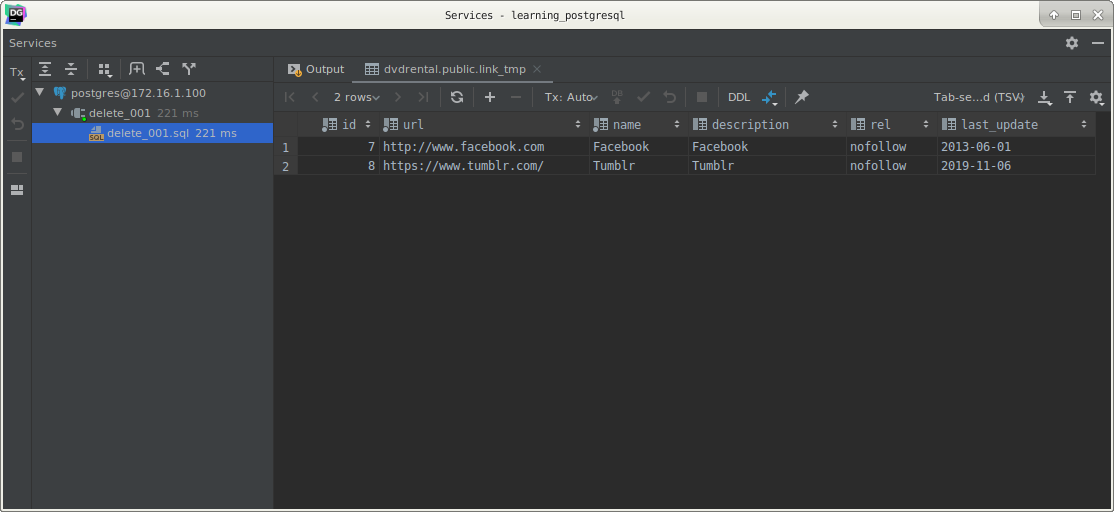 DG
Services - learning_postgresql
Services
Tx
Output
dvdrental.public.link_tmp
postgres@172.16.1.100
delete_001 221 ms
SQL delete_001.sql 221 ms
2 rows
Tx: Auto
DB
DDL
Tab-se...d (TSV)
id url name description rel last_update
1 7 http://www.facebook.com Facebook Facebook nofollow 2013-06-01
2 8 https://www.tumblr.com/ Tumblr Tumblr nofollow 2019-11-06